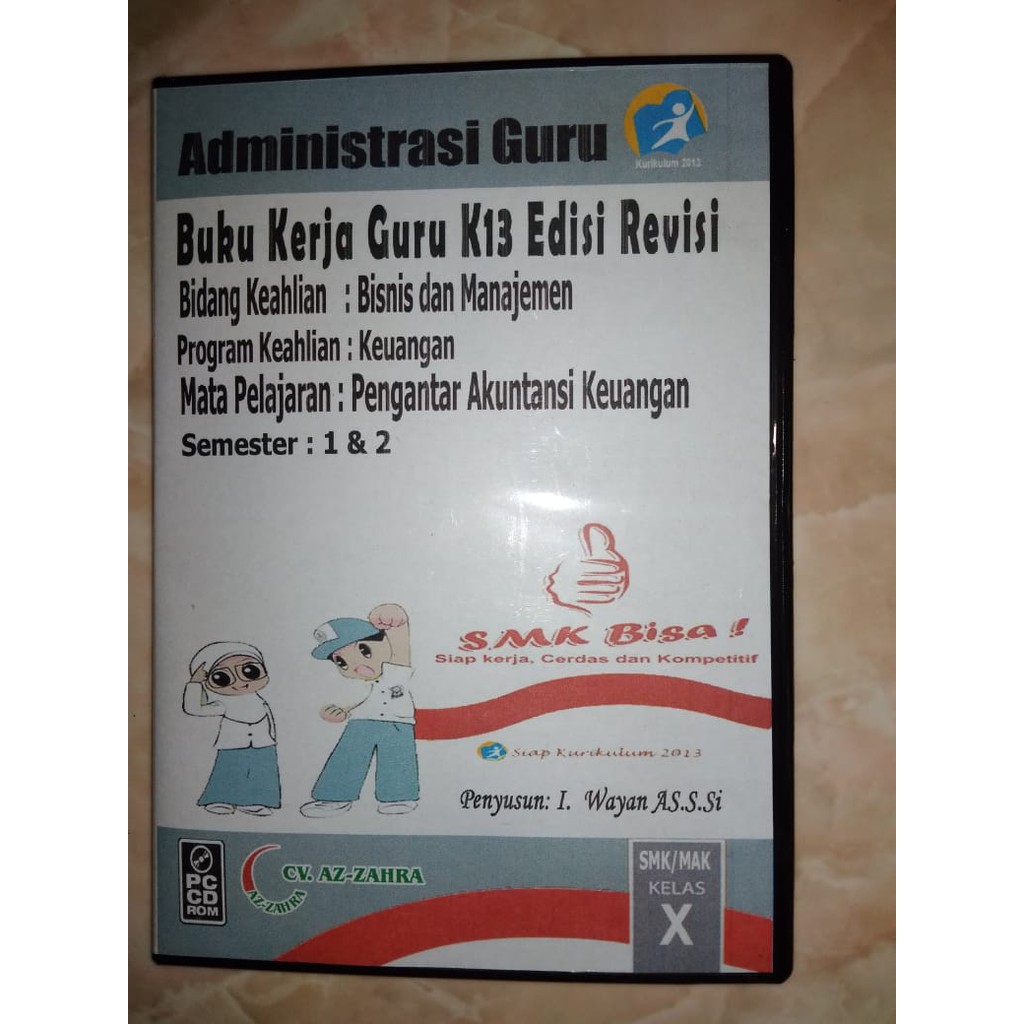 Administrasi Guru
Kurikulum 2013
Buku Kerja Guru K13 Edisi Revisi
Bidang Keahlian : Bisnis dan Manajemen
Program Keahlian : Keuangan
Mata Pelajaran : Pengantar Akuntansi Keuangan
Semester : 1 & 2
SMK Bisa !
Siap kerja, Cerdas dan Kompetitif
Siap Kurikulum 2013
Penyusun: I. Wayan AS.S.Si
PC
CD
ROM
AZ-ZAHRA
CV. AZ-ZAHRA
SMK/MAK
KELAS
X